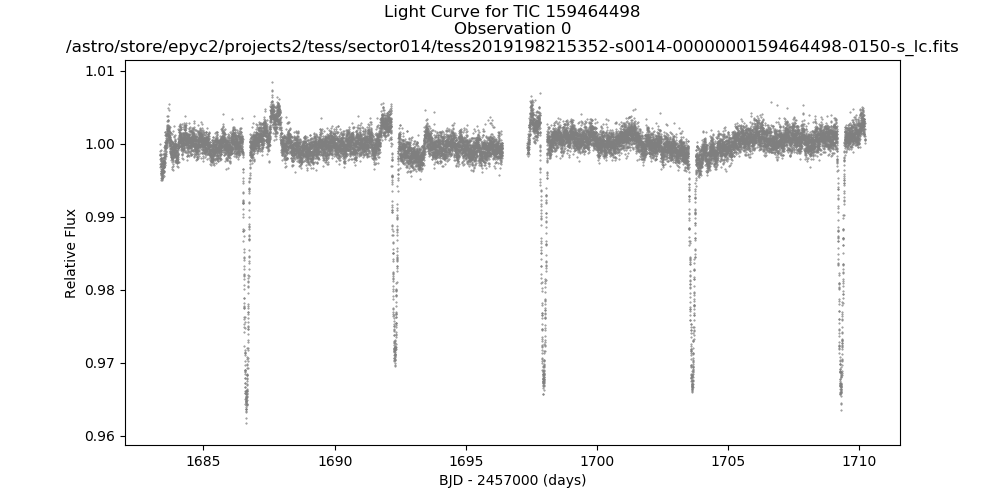 Light Curve for TIC 159464498
Observation 0
/astro/store/epyc2/projects2/tess/sector014/tess2019198215352-s0014-0000000159464498-0150-s_lc.fits
1.01
1.00
0.99
0.98
0.97
0.96
Relative Flux
1685
1690
1695
1700
1705
1710
BJD - 2457000 (days)